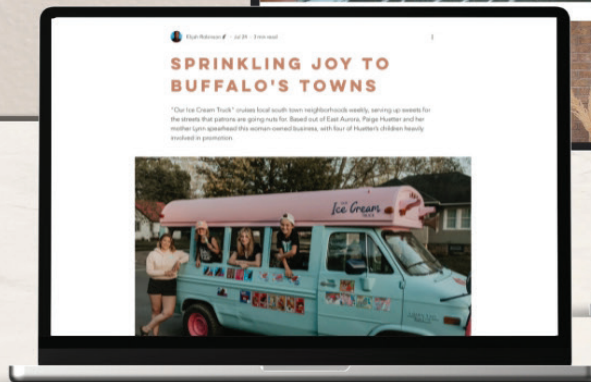 Elijah Robinson · Jul 24 · 3 min read
SPRINKLING JOY TO
BUFFALO'S TOWNS
"Our Ice Cream Truck" cruises local south town neighborhoods weekly, serving up sweets for
the streets that patrons are going nuts for. Based out of East Aurora, Paige Huetter and her
mother Lynn spearhead this woman-owned business, with four of Huetter's children heavily
involved in promotion.
Ice Cream